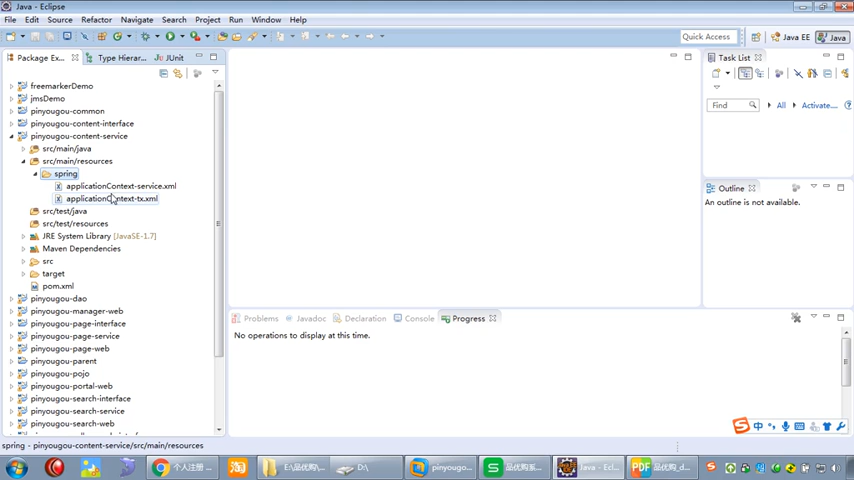 Java - Eclipse
File Edit Source Refactor Navigate Search Project Run Window Help
Quick Access
Java EE
Java
Package Ex...
Type Hierar...
JUnit
freemarkerDemo
jmsDemo
pinyougou-common
pinyougou-content-interface
pinyougou-content-service
src/main/java
src/main/resources
spring
applicationContext-service.xml
applicationContext-tx.xml
src/test/java
src/test/resources
JRE System Library [JavaSE-1.7]
Maven Dependencies
src
target
pom.xml
pinyougou-dao
pinyougou-manager-web
pinyougou-page-interface
pinyougou-page-service
pinyougou-page-web
pinyougou-parent
pinyougou-pojo
pinyougou-portal-web
pinyougou-search-interface
pinyougou-search-service
pinyougou-search-web
Task List
Find
All
Activate...
Outline
An outline is not available.
Problems
Javadoc
Declaration
Console
Progress
No operations to display at this time.
中
spring - pinyougou-content-service/src/main/resources
个人注册 ...
淘
E:\品优购\...
D:\
pinyougo...
品优购系...
Java - Ecl...
品优购_d...